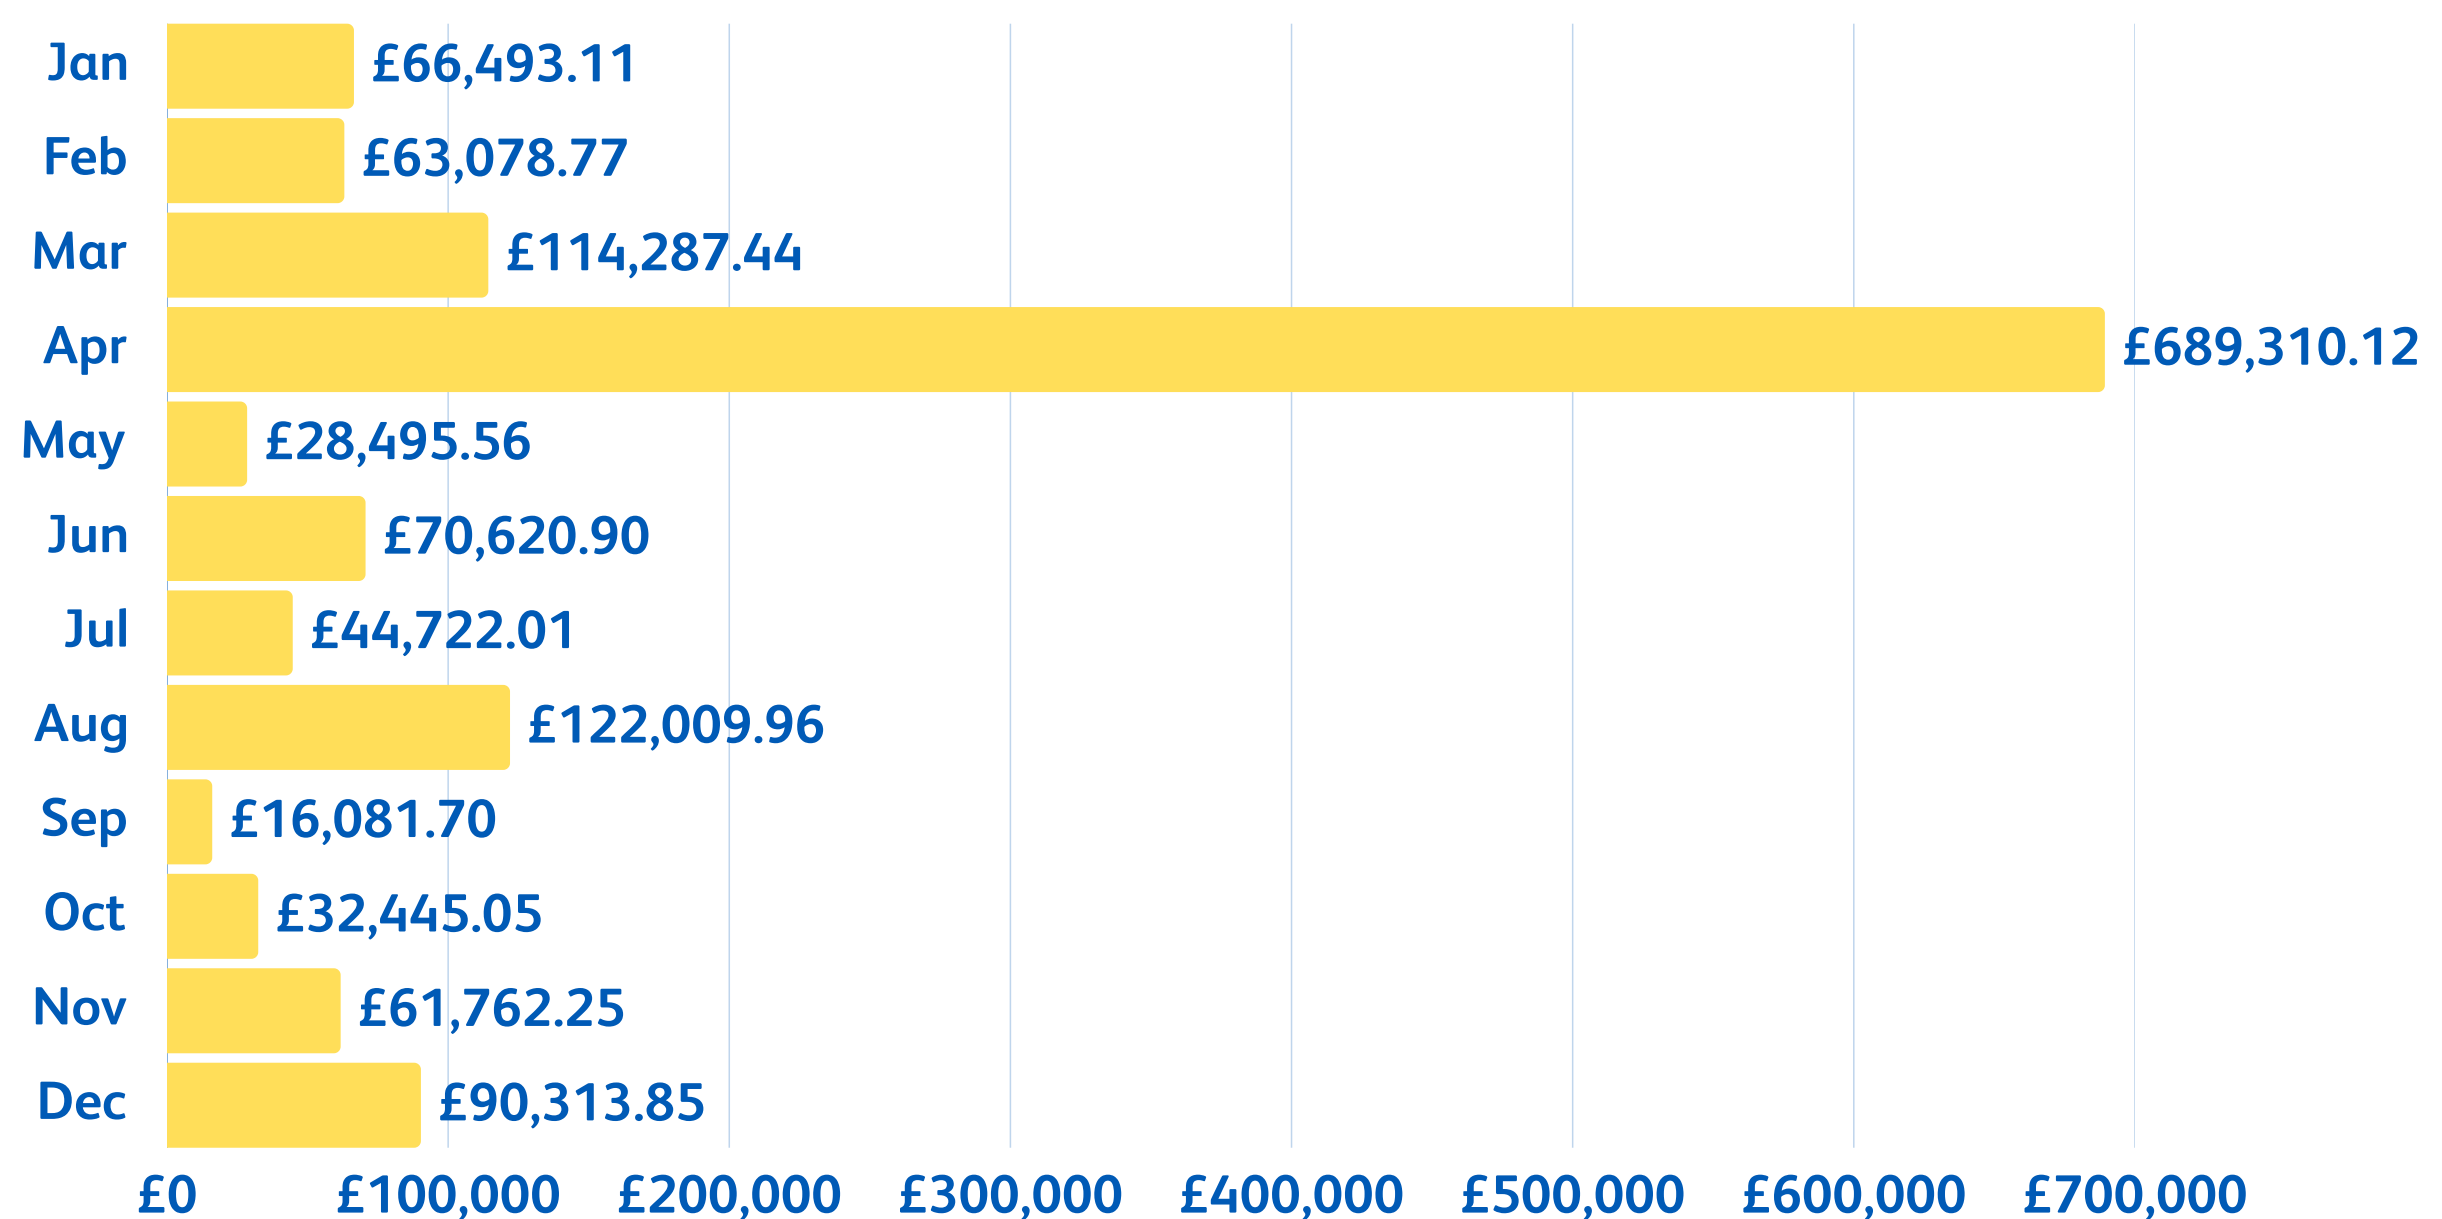 Jan £66,493.11
Feb £63,078.77
Mar £114,287.44
Apr £689,310.12
May £28,495.56
Jun £70,620.90
Jul £44,722.01
Aug £122,009.96
Sep £16,081.70
Oct £32,445.05
Nov £61,762.25
Dec £90,313.85
£0 £100,000 £200,000 £300,000 £400,000 £500,000 £600,000 £700,000